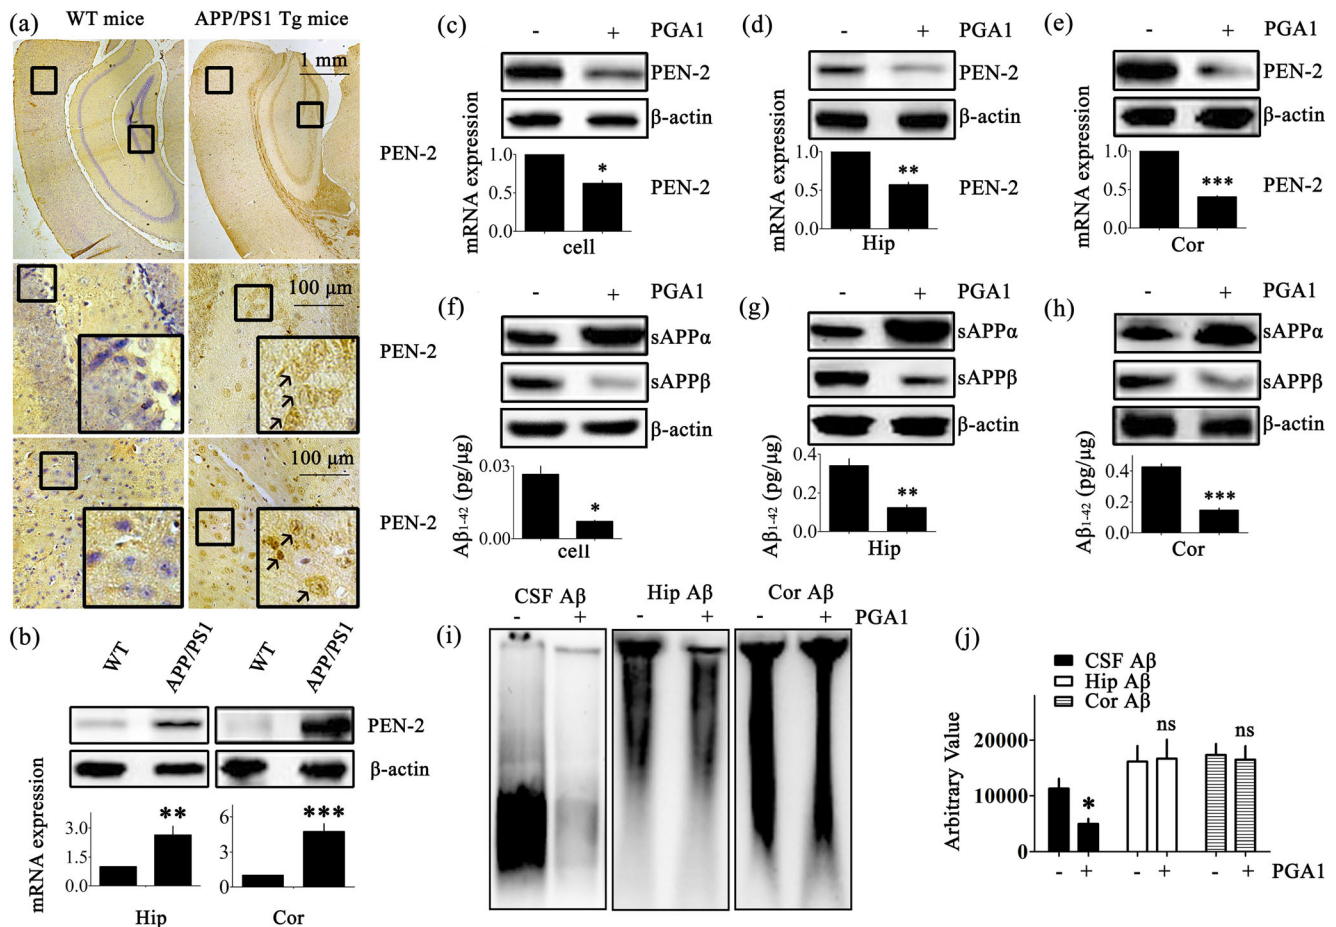 (a)
WT mice
APP/PS1 Tg mice
1 mm
PEN-2
100 μm
PEN-2
100 μm
PEN-2
(b)
WT
APP/PS1
WT
APP/PS1
PEN-2
β-actin
mRNA expression
3.0
1.5
0.0
**
Hip
6
3
0
***
Cor
(c)
- + PGA1
PEN-2
β-actin
mRNA expression
1.0
0.5
0.0
*
PEN-2
cell
(d)
- + PGA1
PEN-2
β-actin
mRNA expression
1.0
0.5
0.0
**
PEN-2
Hip
(e)
- + PGA1
PEN-2
β-actin
mRNA expression
1.0
0.5
0.0
***
PEN-2
Cor
(f)
- + PGA1
sAPPα
sAPPβ
β-actin
Aβ1-42 (pg/μg)
0.03
0.00
*
cell
(g)
- + PGA1
sAPPα
sAPPβ
β-actin
Aβ1-42 (pg/μg)
0.4
0.2
0.0
**
Hip
(h)
- + PGA1
sAPPα
sAPPβ
β-actin
Aβ1-42 (pg/μg)
0.4
0.2
0.0
***
Cor
(i)
CSF Aβ Hip Aβ Cor Aβ
- + - + - + PGA1
(j)
CSF Aβ
Hip Aβ
Cor Aβ
Arbitrary Value
20000
10000
0
* ns ns
- + - + - + PGA1